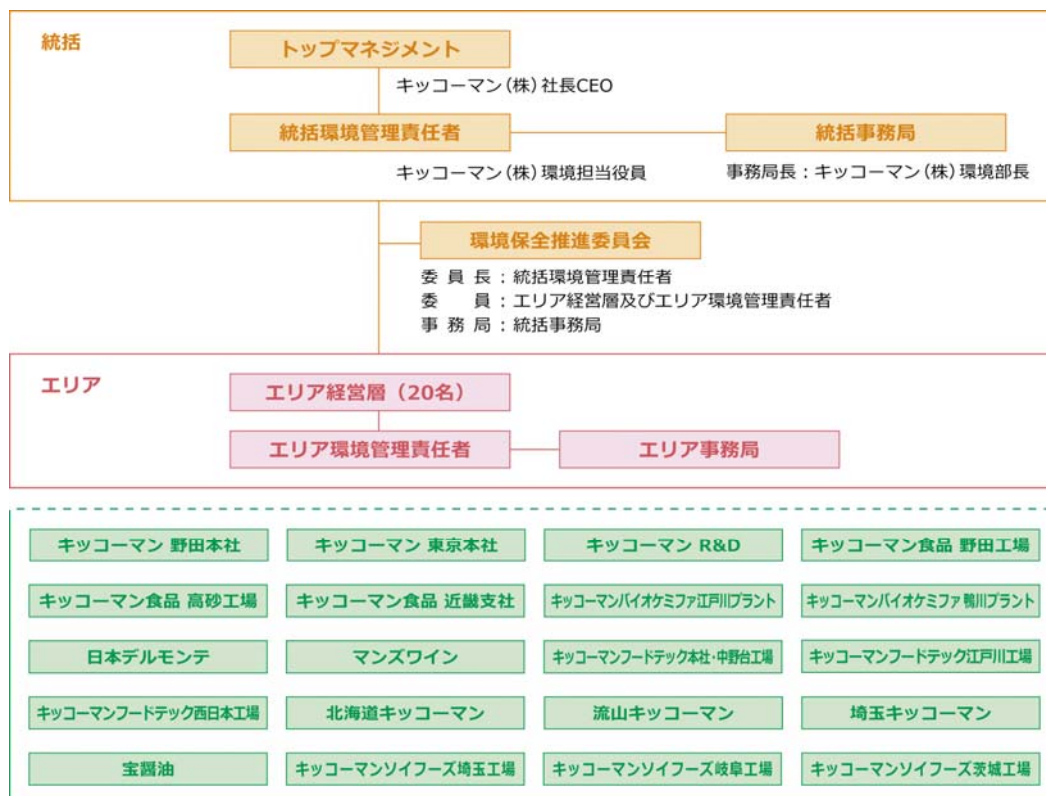 統括
トップマネジメント
キッコーマン(株)社長CEO
統括環境管理責任者
統括事務局
キッコーマン(株)環境担当役員
事務局長:キッコーマン(株)環境部長
環境保全推進委員会
委員長:統括環境管理責任者
委員:エリア経営層及びエリア環境管理責任者
事務局:統括事務局
エリア
エリア経営層(20名)
エリア環境管理責任者
エリア事務局
キッコーマン 野田本社
キッコーマン 東京本社
キッコーマン R&D
キッコーマン食品 野田工場
キッコーマン食品 高砂工場
キッコーマン食品 近畿支社
キッコーマンバイオケミファ江戸川プラント
キッコーマンバイオケミファ 鴨川プラント
日本デルモンテ
マンズワイン
キッコーマンフードテック本社・中野台工場
キッコーマンフードテック江戸川工場
キッコーマンフードテック西日本工場
北海道キッコーマン
流山キッコーマン
埼玉キッコーマン
宝醤油
キッコーマンソイフーズ埼玉工場
キッコーマンソイフーズ岐阜工場
キッコーマンソイフーズ茨城工場